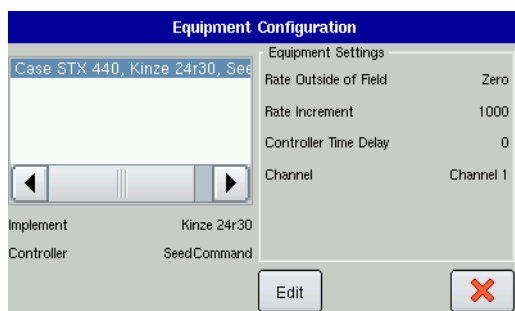 Equipment Configuration
Case STX 440, Kinze 24r30, See
Implement Kinze 24r30
Controller SeedCommand
Equipment Settings
Rate Outside of Field Zero
Rate Increment 1000
Controller Time Delay 0
Channel Channel 1
Edit